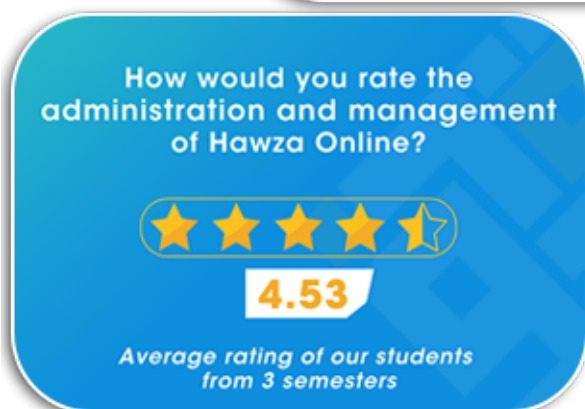 How would you rate the
administration and management
of Hawza Online?
4.53
Average rating of our students
from 3 semesters